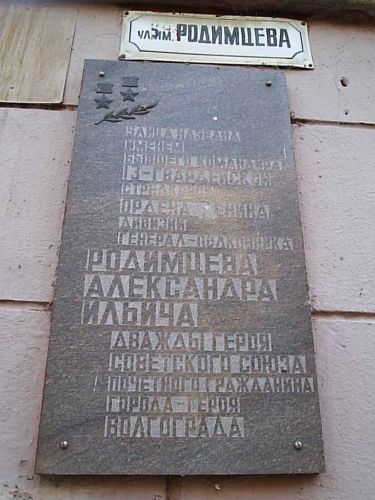 ул. им. РОДИМЦЕВА
УЛИЦА НАЗВАНА
ИМЕНЕМ
БЫВШЕГО КОМАНДИРА
13-ГВАРДЕЙСКОЙ
СТРЕЛКОВОЙ
ОРДЕНА ЛЕНИНА
ДИВИЗИИ
ГЕНЕРАЛ-ПОЛКОВНИКА
РОДИМЦЕВА
АЛЕКСАНДРА
ИЛЬИЧА
ДВАЖДЫ ГЕРОЯ
СОВЕТСКОГО СОЮЗА
ПОЧЕТНОГО ГРАЖДАНИНА
ГОРОДА-ГЕРОЯ
ВОЛГОГРАДА